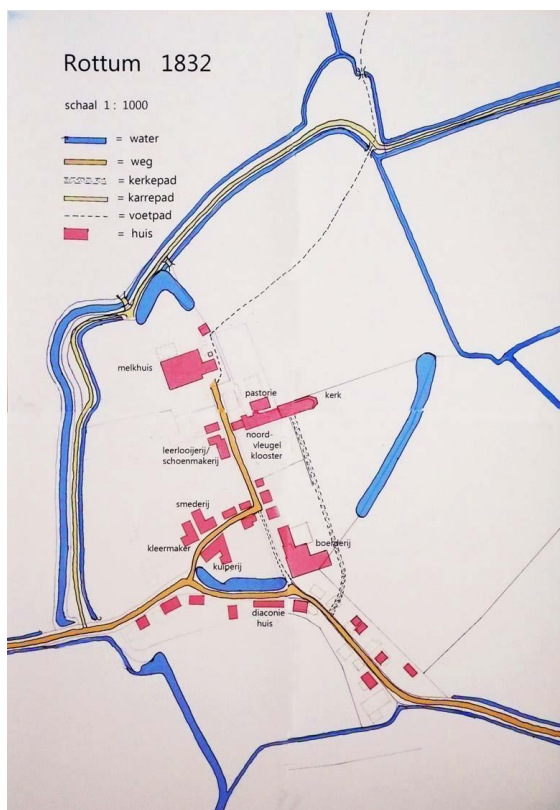 Rottum 1832
schaal 1 : 1000
= water
= weg
= kerkepad
= karrepad
= voetpad
= huis
melkhuis
pastorie
kerk
noord-
vleugel
klooster
leerlooijerij/
schoenmakerij
smederij
kleermaker
kuiperij
boerderij
diaconie
huis